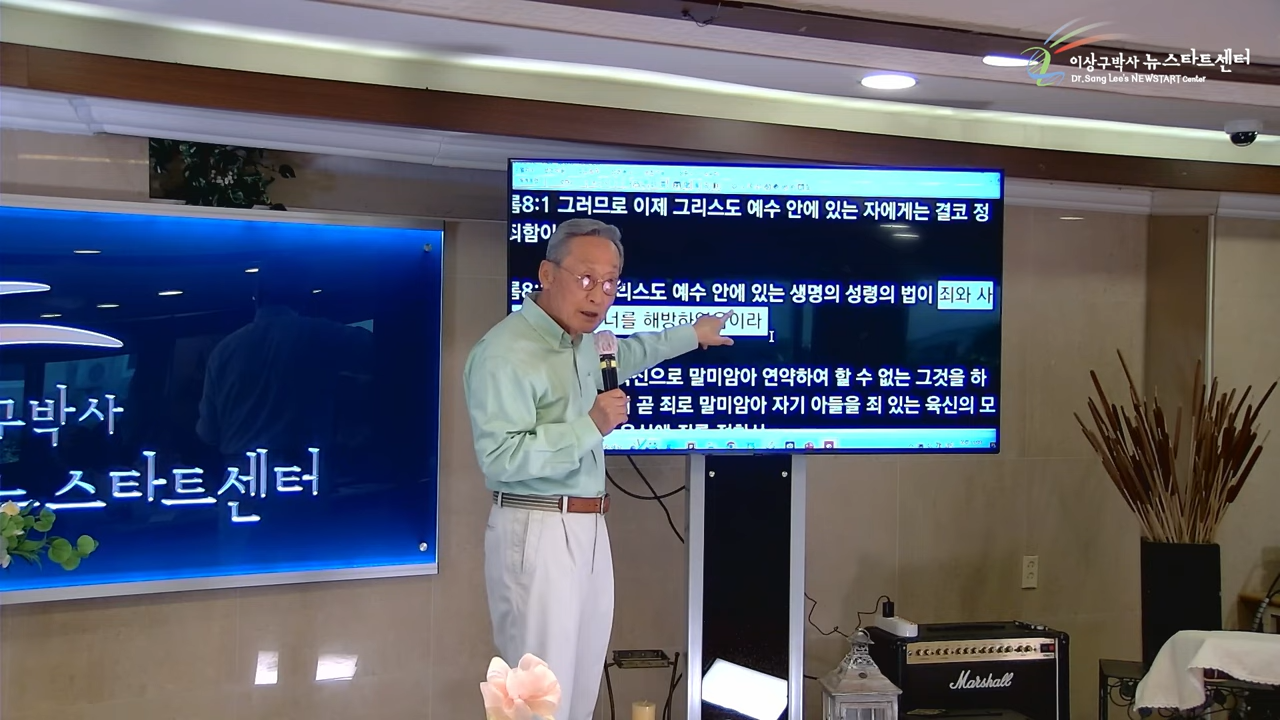 이상구박사 뉴스타트센터
Dr.Sang Lee's NEWSTART Center
롬8:1 그러므로 이제 그리스도 예수 안에 있는 자에게는 결코 정
죄함이
예수 안에 있는 생명의 성령의 법이 죄와 사
너를 해방하였음이라
육신으로 말미암아 연약하여 할 수 없는 그것을 하
곧 죄로 말미암아 자기 아들을 죄 있는 육신의 모
구박사
스타트센터
Marshall